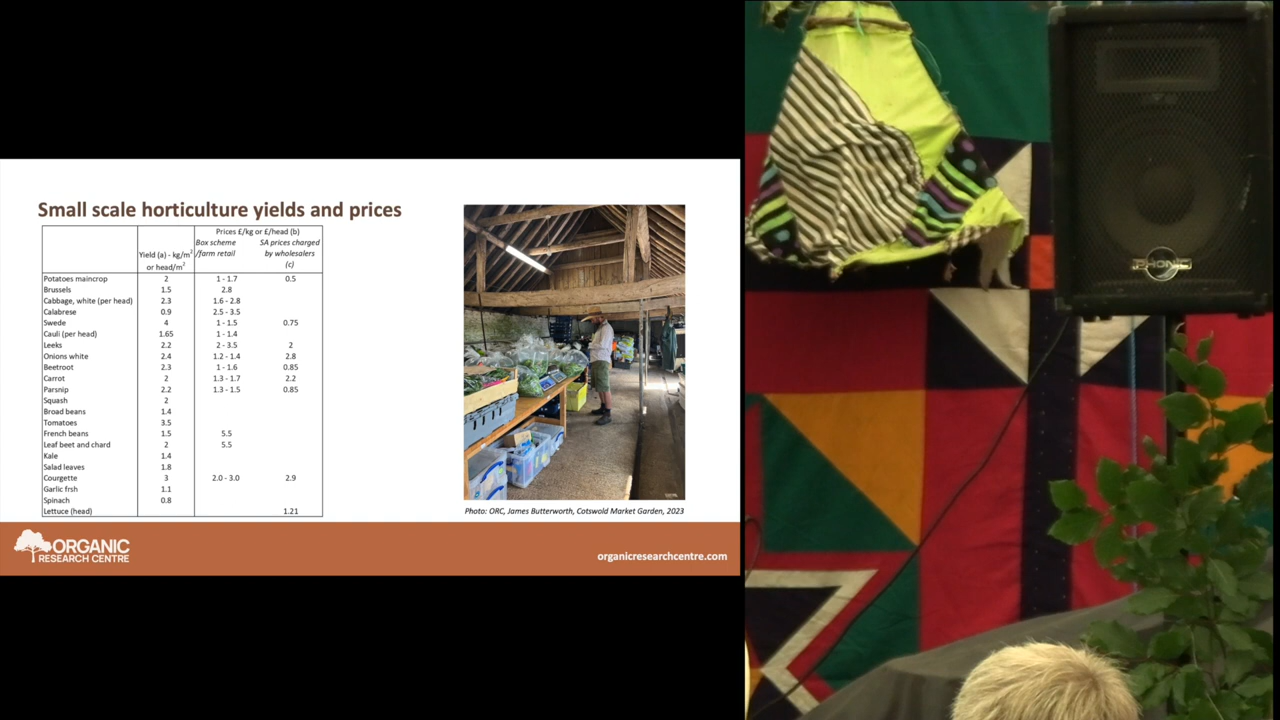 Small scale horticulture yields and prices
Prices £/kg or £/head (b)
Yield (a) - kg/m² or head/m²
Box scheme /farm retail
SA prices charged by wholesalers (c)
Potatoes maincrop 2 1 - 1.7 0.5
Brussels 1.5 2.8
Cabbage, white (per head) 2.3 1.6 - 2.8
Calabrese 0.9 2.5 - 3.5
Swede 4 1 - 1.5 0.75
Cauli (per head) 1.65 1 - 1.4
Leeks 2.2 2 - 3.5 2
Onions white 2.4 1.2 - 1.4 2.8
Beetroot 2.3 1 - 1.6 0.85
Carrot 2 1.3 - 1.7 2.2
Parsnip 2.2 1.3 - 1.5 0.85
Squash 2
Broad beans 1.4
Tomatoes 3.5
French beans 1.5 5.5
Leaf beet and chard 2 5.5
Kale 1.4
Salad leaves 1.8
Courgette 3 2.0 - 3.0 2.9
Garlic frsh 1.1
Spinach 0.8
Lettuce (head) 1.21
Photo: ORC, James Butterworth, Cotswold Market Garden, 2023
ORGANIC
RESEARCH CENTRE
organicresearchcentre.com
PHONIC